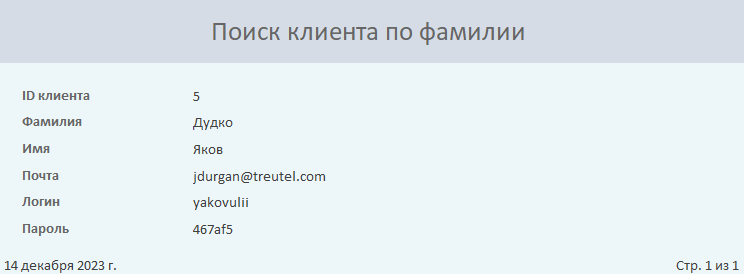 Поиск клиента по фамилии
ID клиента 5
Фамилия Дудко
Имя Яков
Почта jdurgan@treutel.com
Логин yakovulii
Пароль 467af5
14 декабря 2023 г. Стр. 1 из 1